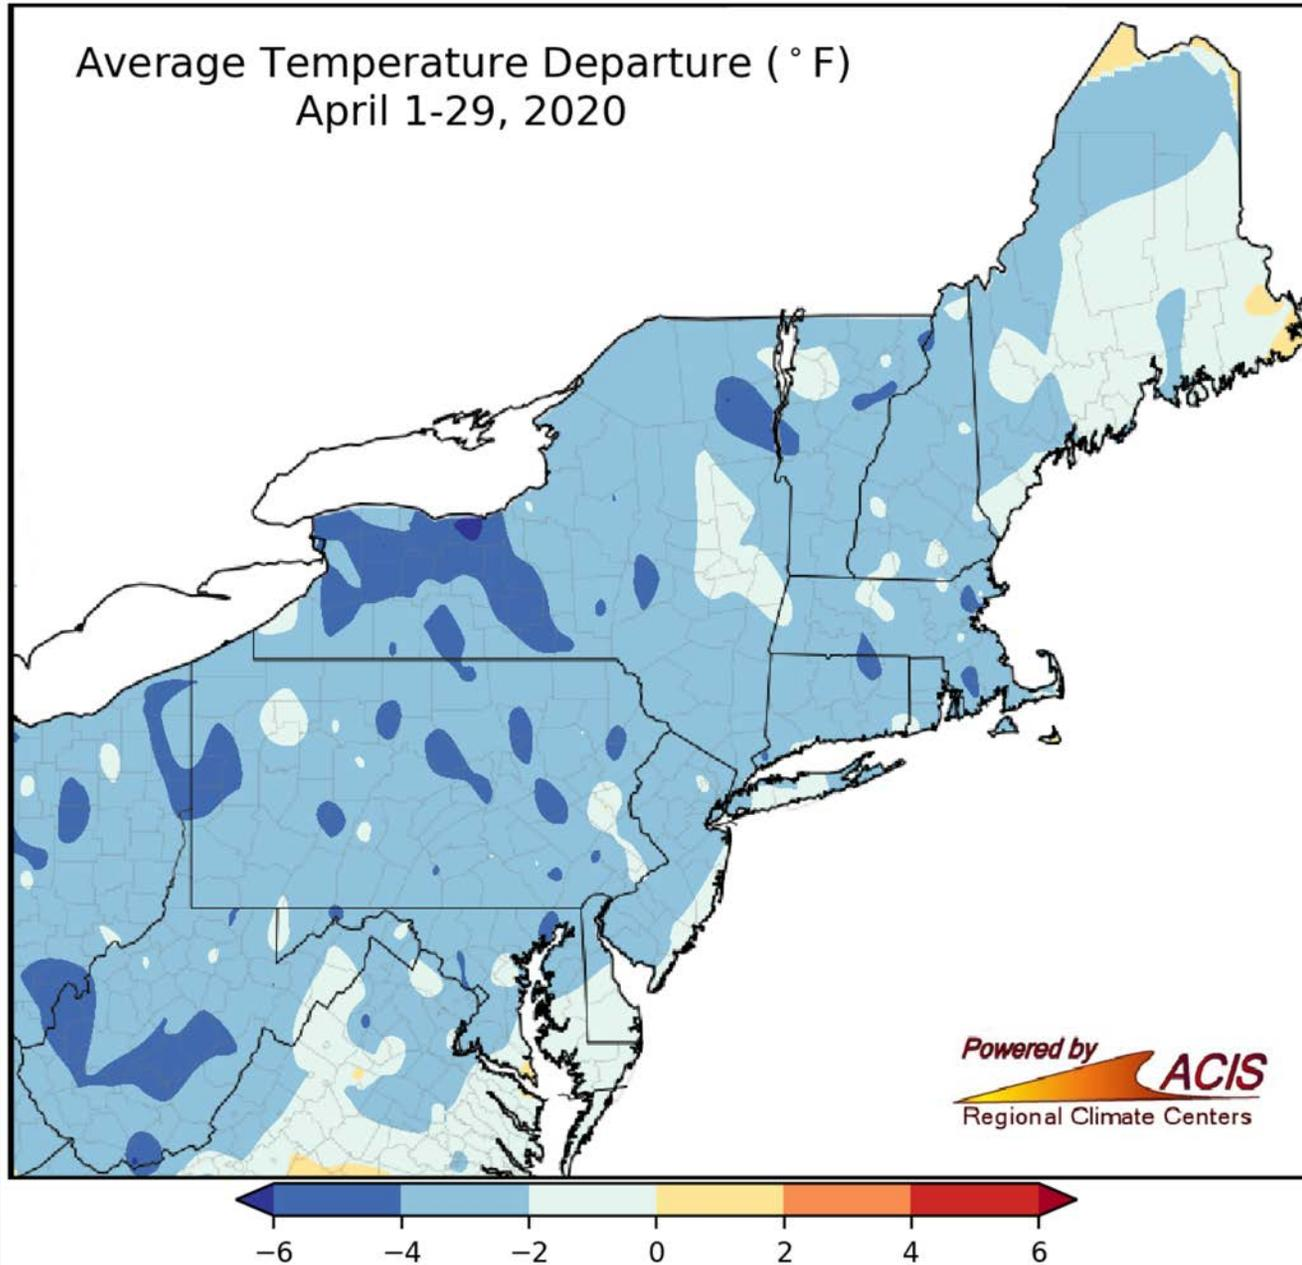 Average Temperature Departure (°F)
April 1-29, 2020
Powered by
ACIS
Regional Climate Centers
−6 −4 −2 0 2 4 6